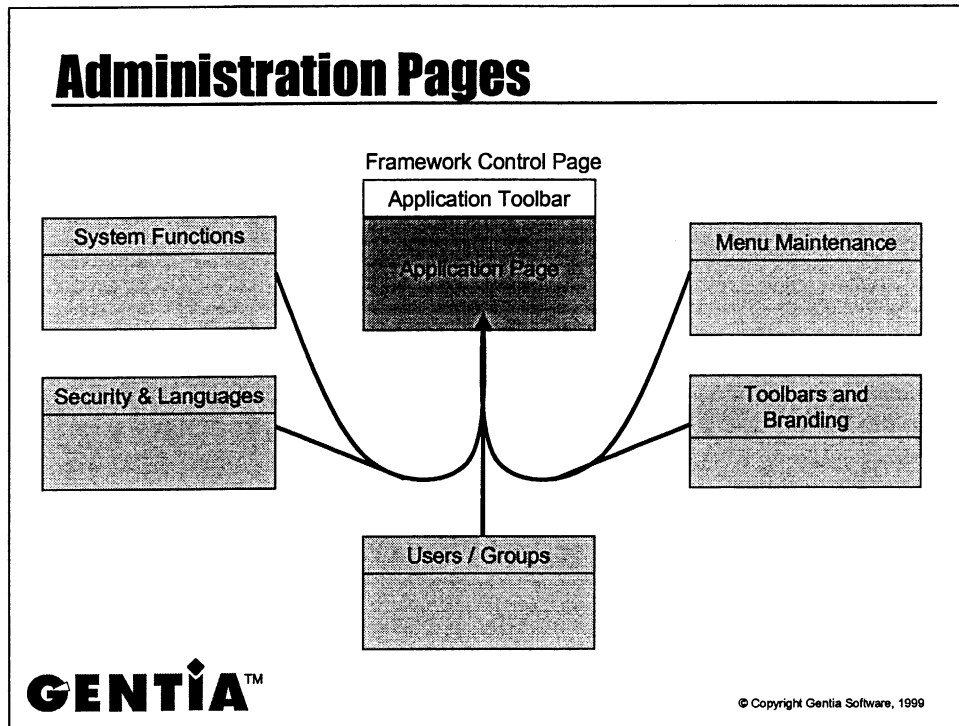 Administration Pages
Framework Control Page
Application Toolbar
Application Page
System Functions
Menu Maintenance
Security & Languages
Toolbars and
Branding
Users / Groups
GENTIA™
© Copyright Gentia Software, 1999